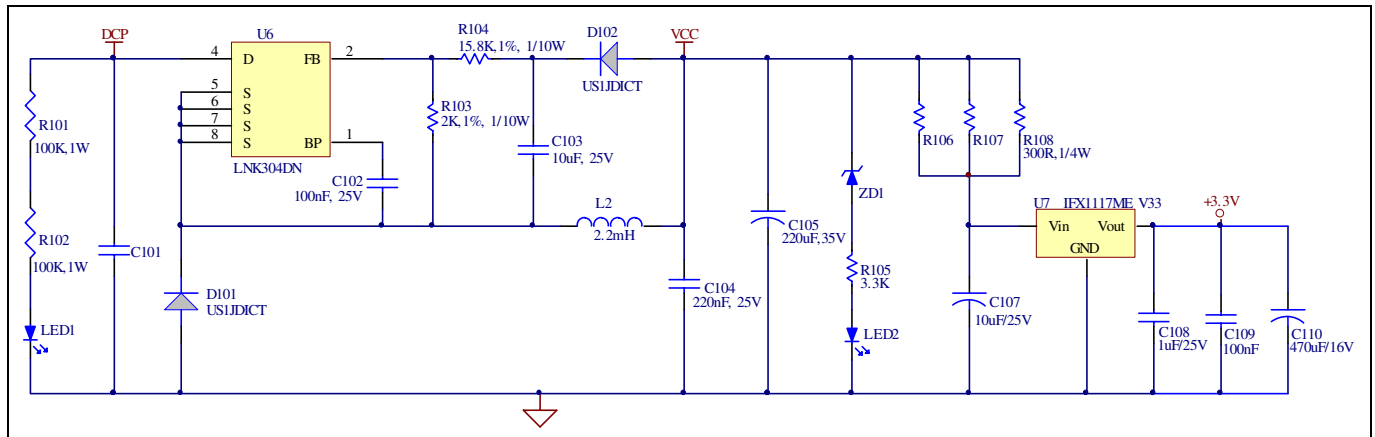 DCP
U6
4
D
FB
2
5
S
6
S
7
S
8
S
BP
1
LNK304DN
R104
15.8K,1%, 1/10W
D102
US1JDICT
VCC
R101
100K,1W
R103
2K,1%, 1/10W
C103
10uF, 25V
R106
R107
R108
300R,1/4W
C102
100nF, 25V
ZD1
R102
100K,1W
C101
L2
2.2mH
C105
220uF,35V
U7
IFX1117ME V33
Vin
Vout
GND
+3.3V
R105
3.3K
D101
US1JDICT
C104
220nF, 25V
C107
10uF/25V
LED1
LED2
C108
1uF/25V
C109
100nF
C110
470uF/16V